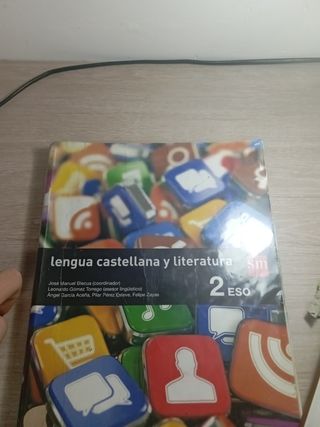 lengua castellana y literatura
sm
José Manuel Blecua (coordinador)
Leonardo Gómez Torrego (asesor lingüístico)
Ángel García Aceña, Pilar Pérez Esteve, Felipe Zayas
2 ESO